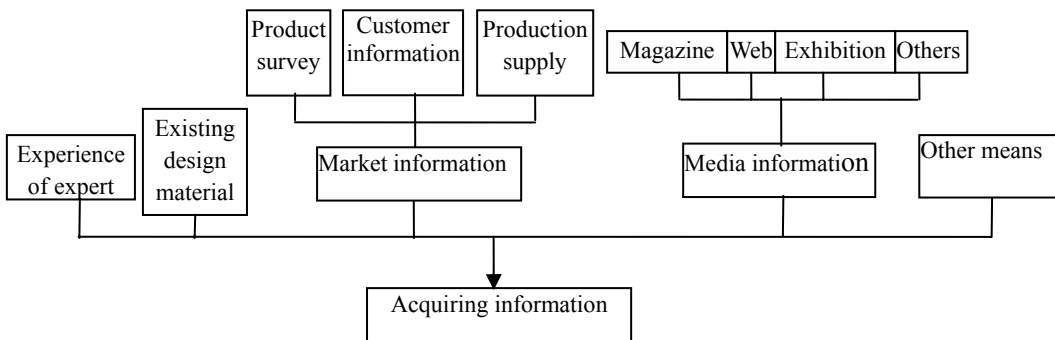 Product
survey
Customer
information
Production
supply
Magazine
Web
Exhibition
Others
Experience
of expert
Existing
design
material
Market information
Media information
Other means
Acquiring information